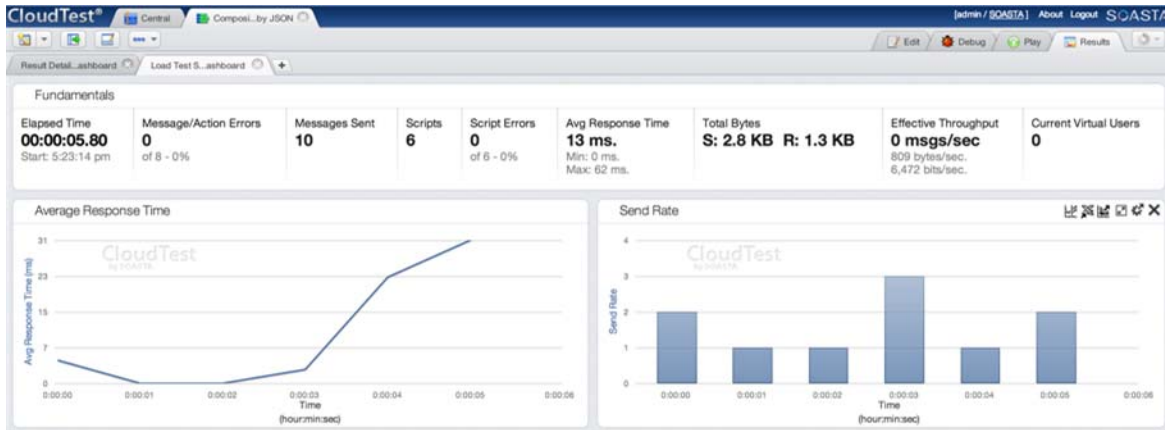 CloudTest®
Central
Composi...by JSON
[admin / SOASTA] About Logout SOASTA
Edit
Debug
Play
Results
Result Detail...ashboard
Load Test S...ashboard
+
Fundamentals
Elapsed Time
00:00:05.80
Start: 5:23:14 pm
Message/Action Errors
0
of 8 - 0%
Messages Sent
10
Scripts
6
Script Errors
0
of 6 - 0%
Avg Response Time
13 ms.
Min: 0 ms.
Max: 62 ms.
Total Bytes
S: 2.8 KB R: 1.3 KB
Effective Throughput
0 msgs/sec
809 bytes/sec.
6,472 bits/sec.
Current Virtual Users
0
Average Response Time
CloudTest
by SOASTA
Avg Response Time (ms)
31
23
15
7
0
0:00:00 0:00:01 0:00:02 0:00:03 0:00:04 0:00:05 0:00:06
Time
(hour:min:sec)
Send Rate
CloudTest
by SOASTA
Send Rate
4
3
2
1
0
0:00:00 0:00:01 0:00:02 0:00:03 0:00:04 0:00:05 0:00:06
Time
(hour:min:sec)